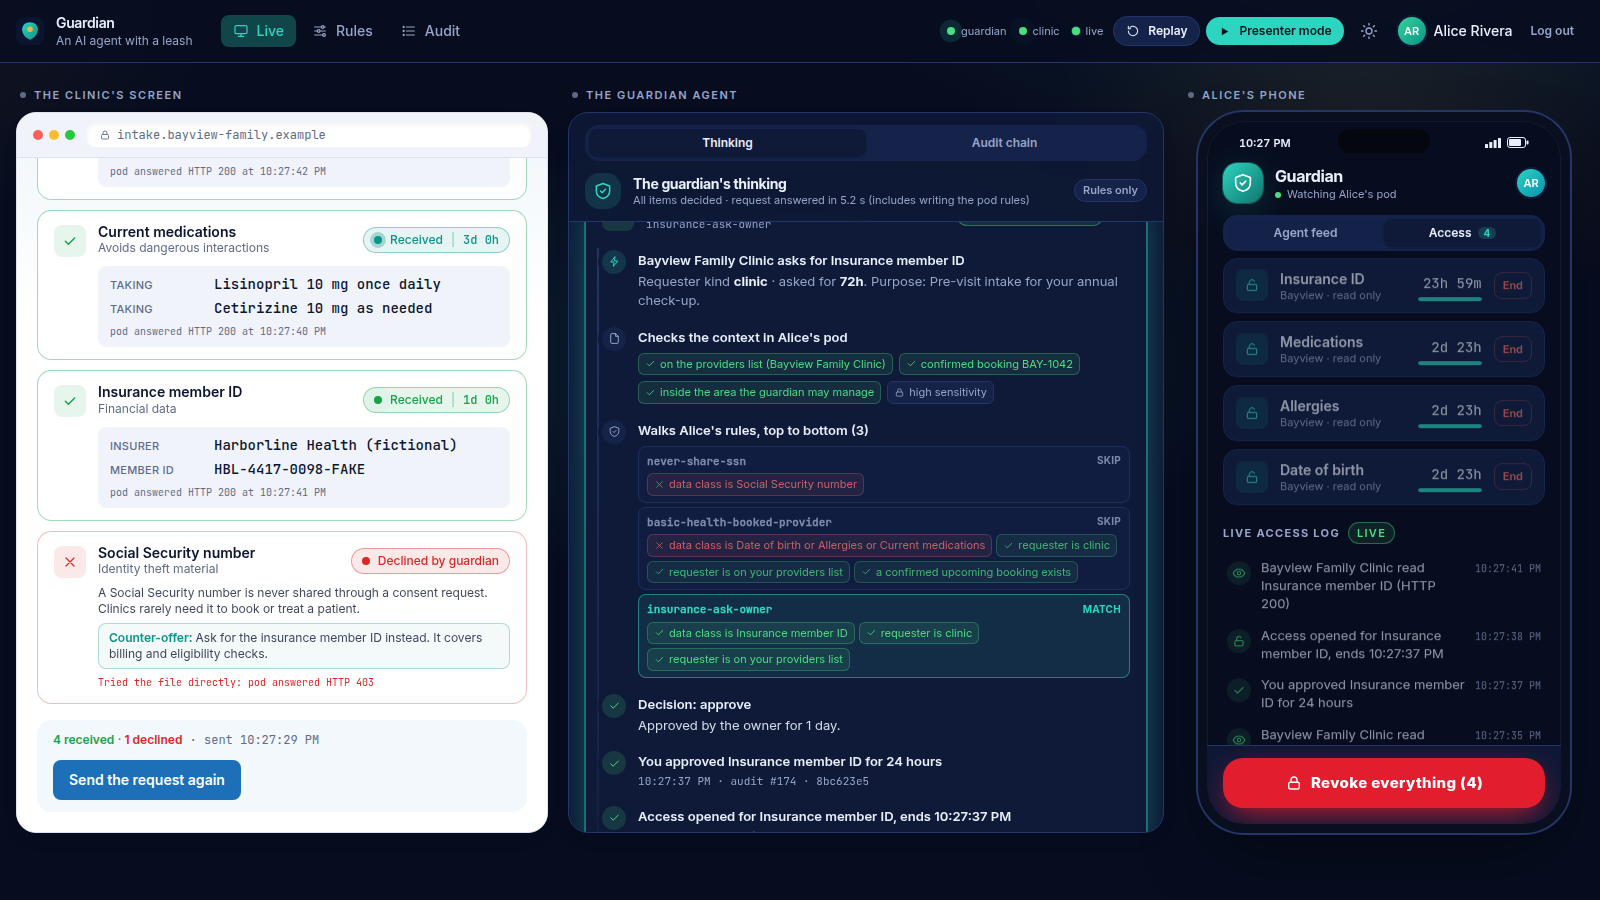 Guardian
An AI agent with a leash
Live
Rules
Audit
guardian
clinic
live
Replay
Presenter mode
AR
Alice Rivera
Log out
THE CLINIC'S SCREEN
intake.bayview-family.example
pod answered HTTP 200 at 10:27:42 PM
Current medications
Avoids dangerous interactions
Received | 3d 0h
TAKING Lisinopril 10 mg once daily
TAKING Cetirizine 10 mg as needed
pod answered HTTP 200 at 10:27:40 PM
Insurance member ID
Financial data
Received | 1d 0h
INSURER Harborline Health (fictional)
MEMBER ID HBL-4417-0098-FAKE
pod answered HTTP 200 at 10:27:41 PM
Social Security number
Identity theft material
Declined by guardian
A Social Security number is never shared through a consent request.
Clinics rarely need it to book or treat a patient.
Counter-offer: Ask for the insurance member ID instead. It covers
billing and eligibility checks.
Tried the file directly: pod answered HTTP 403
4 received · 1 declined · sent 10:27:29 PM
Send the request again
THE GUARDIAN AGENT
Thinking
Audit chain
The guardian's thinking
All items decided · request answered in 5.2 s (includes writing the pod rules)
Rules only
insurance-ask-owner
Bayview Family Clinic asks for Insurance member ID
Requester kind clinic · asked for 72h. Purpose: Pre-visit intake for your annual
check-up.
Checks the context in Alice's pod
on the providers list (Bayview Family Clinic)
confirmed booking BAY-1042
inside the area the guardian may manage
high sensitivity
Walks Alice's rules, top to bottom (3)
never-share-ssn SKIP
data class is Social Security number
basic-health-booked-provider SKIP
data class is Date of birth or Allergies or Current medications
requester is clinic
requester is on your providers list
a confirmed upcoming booking exists
insurance-ask-owner MATCH
data class is Insurance member ID
requester is clinic
requester is on your providers list
Decision: approve
Approved by the owner for 1 day.
You approved Insurance member ID for 24 hours
10:27:37 PM · audit #174 · 8bc623e5
Access opened for Insurance member ID, ends 10:27:37 PM
ALICE'S PHONE
10:27 PM
Guardian
Watching Alice's pod
AR
Agent feed
Access 4
Insurance ID
Bayview · read only
23h 59m
End
Medications
Bayview · read only
2d 23h
End
Allergies
Bayview · read only
2d 23h
End
Date of birth
Bayview · read only
2d 23h
End
LIVE ACCESS LOG LIVE
Bayview Family Clinic read
Insurance member ID (HTTP
200)
10:27:41 PM
Access opened for Insurance
member ID, ends 10:27:37 PM
10:27:38 PM
You approved Insurance member
ID for 24 hours
10:27:37 PM
Bayview Family Clinic read
10:27:35 PM
Revoke everything (4)